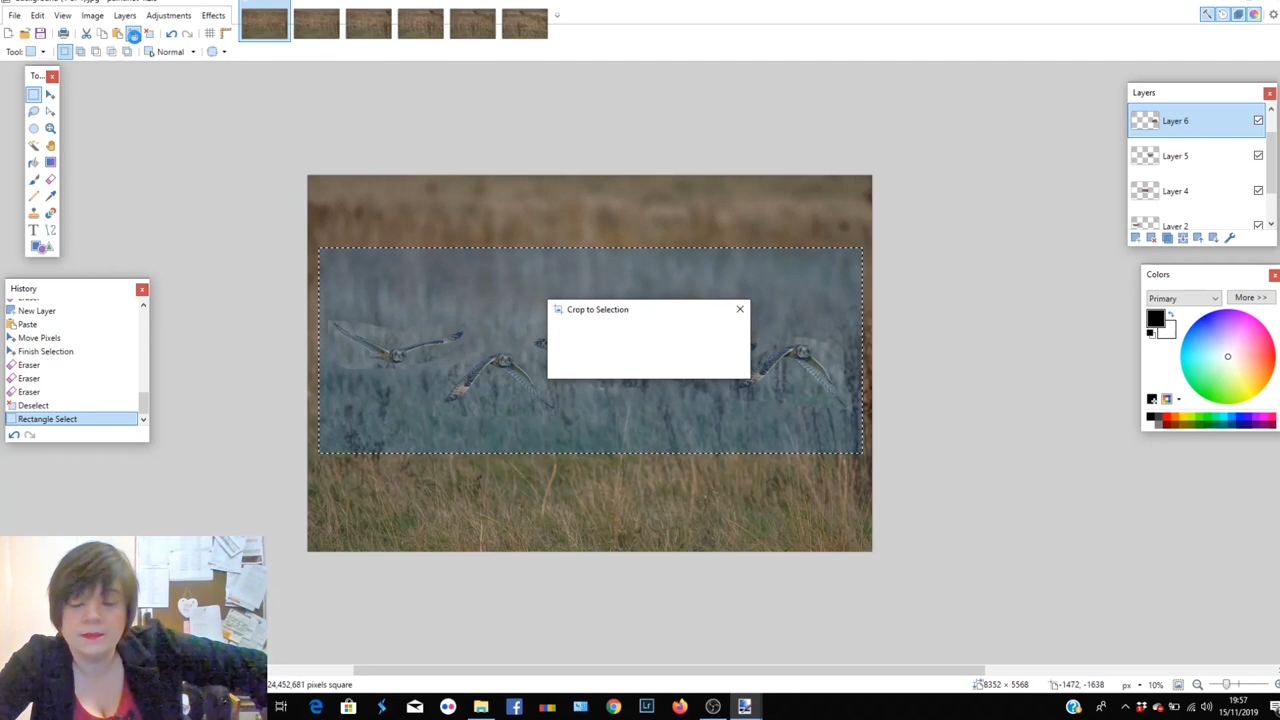 File Edit View Image Layers Adjustments Effects
Tool: Normal
To...
Layers
Layer 6
Layer 5
Layer 4
Layer 2
History
New Layer
Paste
Move Pixels
Finish Selection
Eraser
Eraser
Eraser
Deselect
Rectangle Select
Crop to Selection
Colors
Primary More >>
24,452,681 pixels square 8352 × 5568 -1472, -1638 px 10%
19:57
15/11/2019